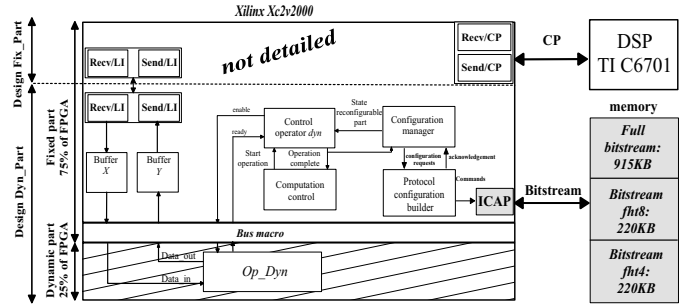 Xilinx Xc2v2000
Design Fix_Part
Design Dyn_Part
Fixed part
75% of FPGA
Dynamic part
25% of FPGA
Recv/LI
Send/LI
not detailed
Recv/CP
Send/CP
CP
DSP
TI C6701
Recv/LI
Send/LI
enable
ready
Control
operator dyn
State
reconfigurable
part
Configuration
manager
Buffer
X
Buffer
Y
Start
operation
Operation
complete
configuration
requests
acknowledgement
Computation
control
Protocol
configuration
builder
Commands
ICAP
Bitstream
memory
Full
bitstream:
915KB
Bitstream
fht8:
220KB
Bitstream
fht4:
220KB
Bus macro
Data_out
Data_in
Op_Dyn